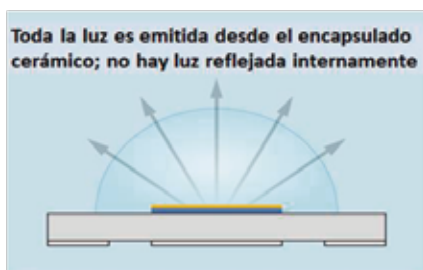 Toda la luz es emitida desde el encapsulado
cerámico; no hay luz reflejada internamente